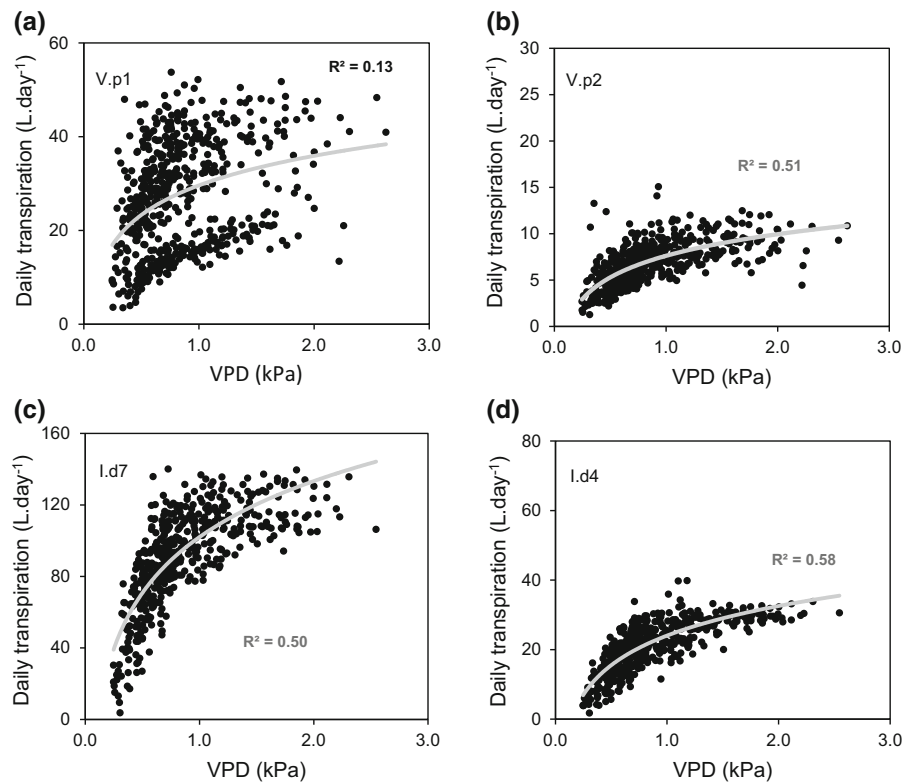 (a)
60
40
20
0
V.p1
R² = 0.13
Daily transpiration (L.day⁻¹)
0.0 1.0 2.0 3.0
VPD (kPa)
(b)
30
25
20
15
10
5
0
V.p2
R² = 0.51
Daily transpiration (L.day⁻¹)
0.0 1.0 2.0 3.0
VPD (kPa)
(c)
160
120
80
40
0
I.d7
R² = 0.50
Daily transpiration (L.day⁻¹)
0.0 1.0 2.0 3.0
VPD (kPa)
(d)
80
60
40
20
0
I.d4
R² = 0.58
Daily transpiration (L.day⁻¹)
0.0 1.0 2.0 3.0
VPD (kPa)